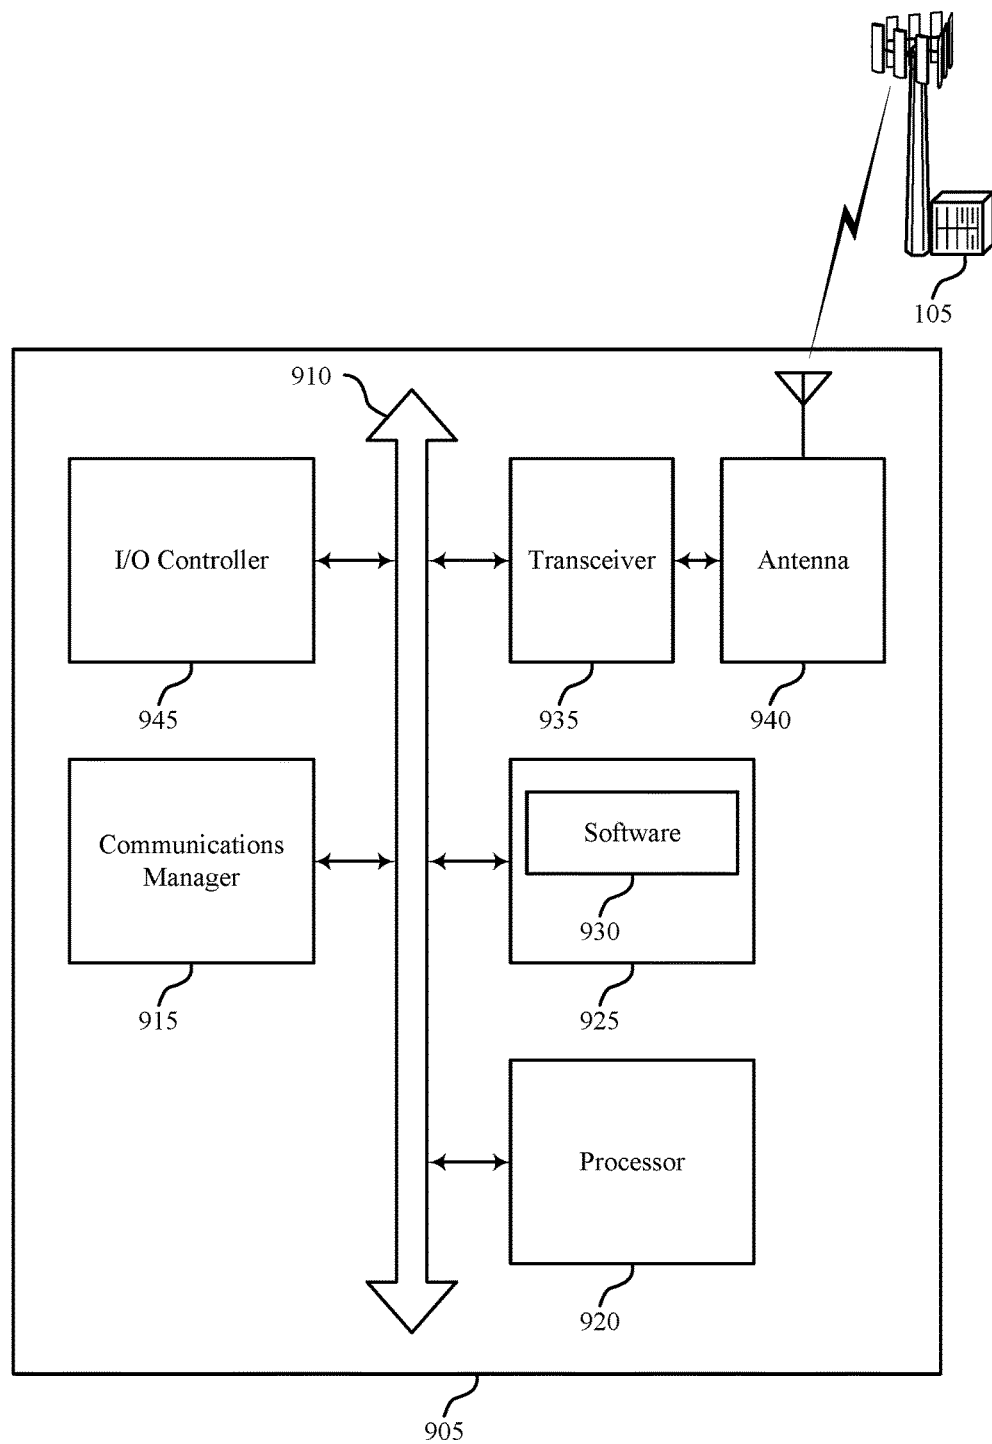 105
910
I/O Controller
Transceiver
Antenna
945
935
940
Communications
Manager
Software
930
915
925
Processor
920
905